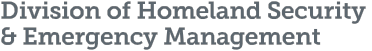 Division of Homeland Security
& Emergency Management